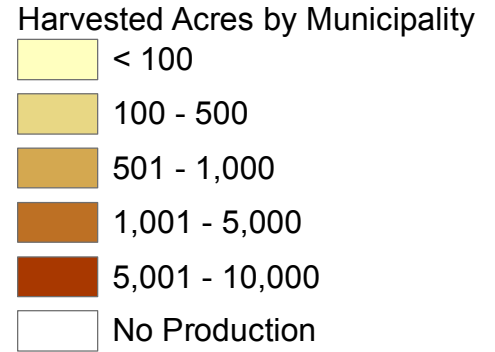 Harvested Acres by Municipality
< 100
100 - 500
501 - 1,000
1,001 - 5,000
5,001 - 10,000
No Production